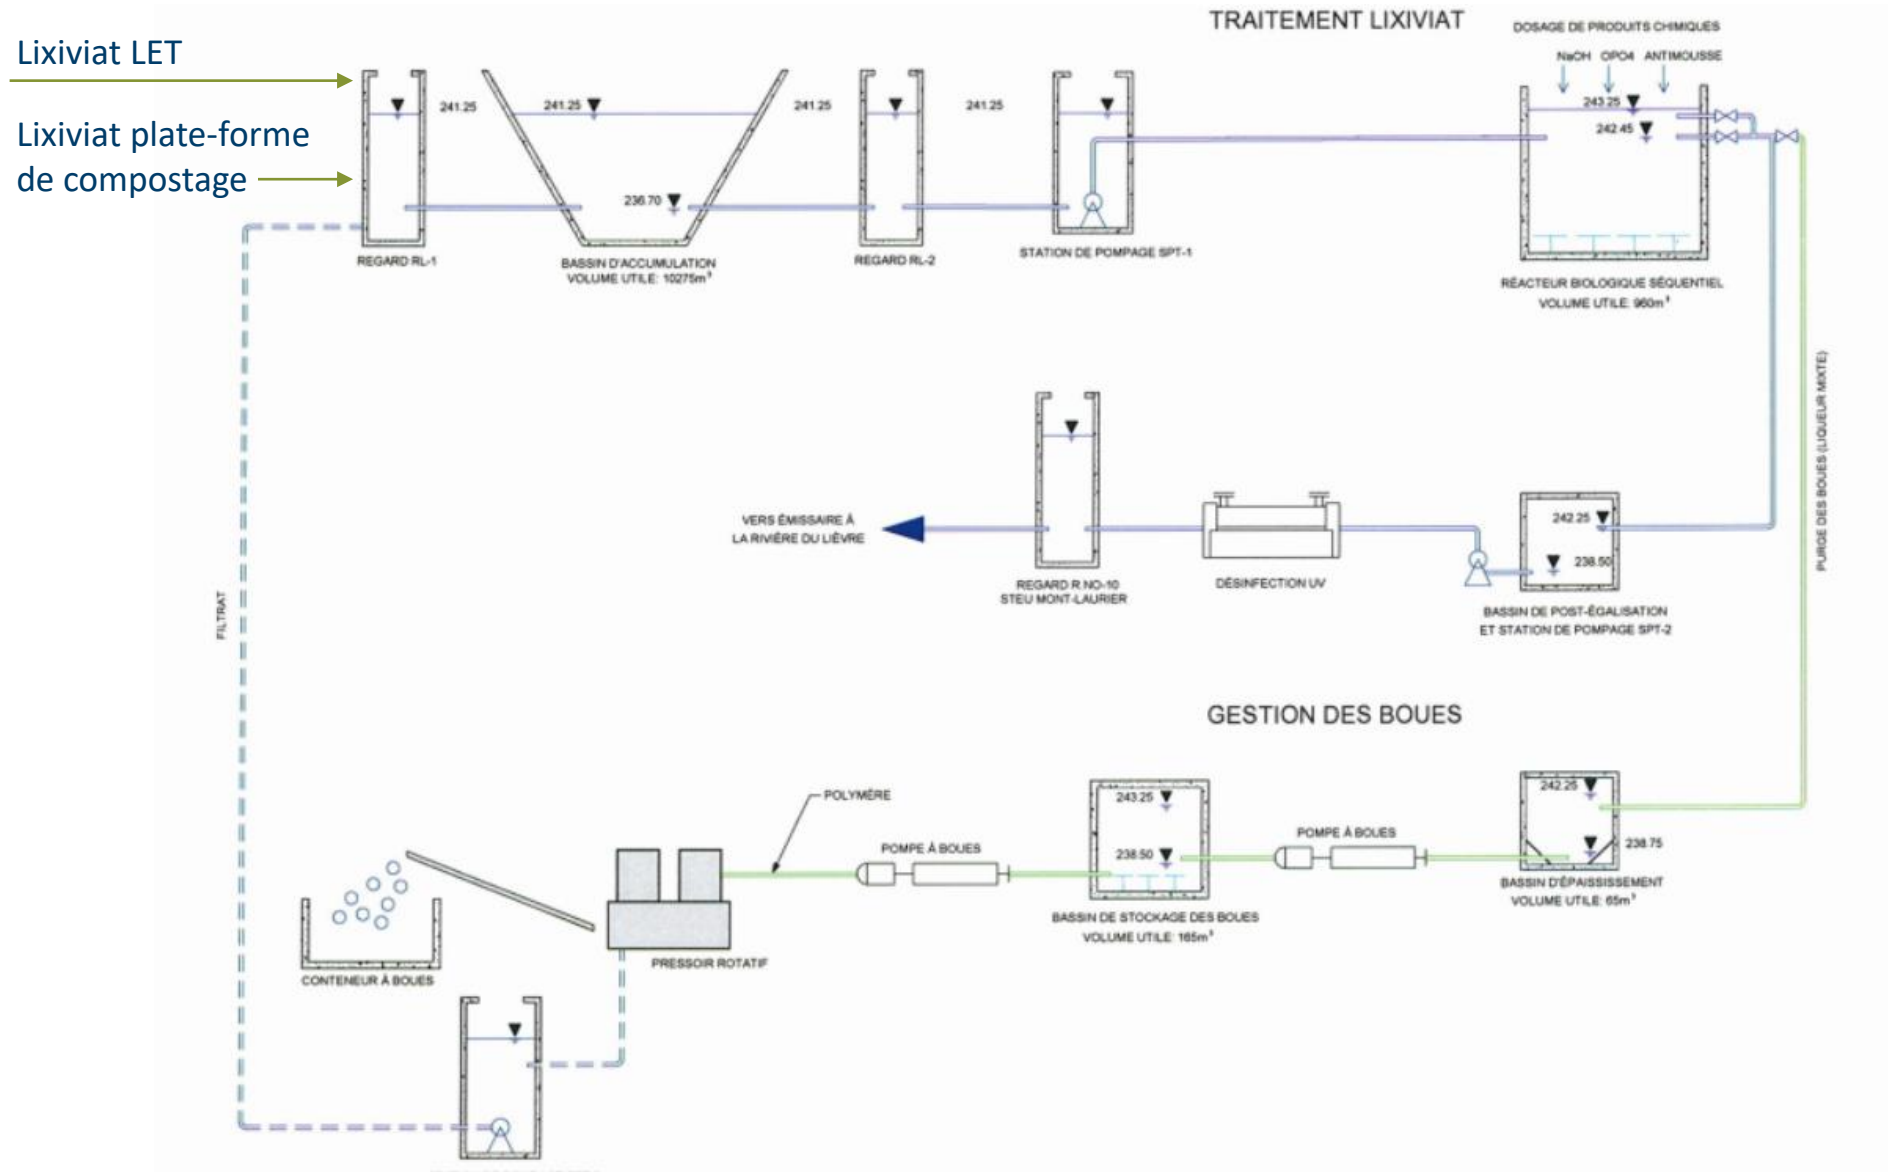 TRAITEMENT LIXIVIAT
DOSAGE DE PRODUITS CHIMIQUES
NaOH OPO4 ANTIMOUSSE
Lixiviat LET
Lixiviat plate-forme
de compostage
241.25
241.25
241.25
241.25
243.25
242.45
236.70
REGARD RL-1
BASSIN D'ACCUMULATION
VOLUME UTILE: 10275m³
REGARD RL-2
STATION DE POMPAGE SPT-1
RÉACTEUR BIOLOGIQUE SÉQUENTIEL
VOLUME UTILE: 960m³
PURGE DES BOUES (LIQUEUR MIXTE)
VERS ÉMISSAIRE À
LA RIVIÈRE DU LIÈVRE
REGARD R.NO-10
STEU MONT-LAURIER
DÉSINFECTION UV
242.25
238.50
BASSIN DE POST-ÉGALISATION
ET STATION DE POMPAGE SPT-2
FILTRAT
GESTION DES BOUES
POLYMÈRE
POMPE À BOUES
243.25
238.50
POMPE À BOUES
242.25
238.75
BASSIN D'ÉPAISSISSEMENT
VOLUME UTILE: 65m³
BASSIN DE STOCKAGE DES BOUES
VOLUME UTILE: 165m³
PRESSOIR ROTATIF
CONTENEUR À BOUES